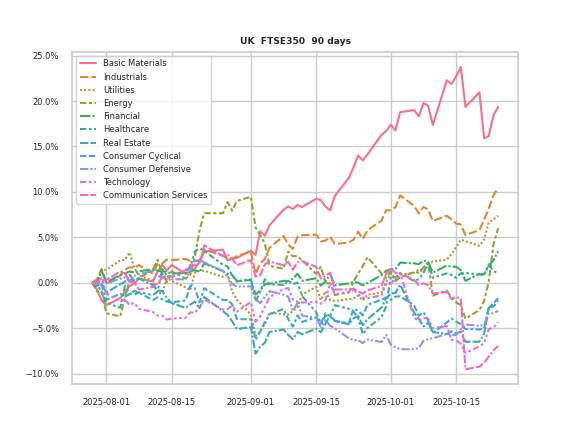 UK FTSE350 90 days
25.0%
20.0%
15.0%
10.0%
5.0%
0.0%
−5.0%
−10.0%
Basic Materials
Industrials
Utilities
Energy
Financial
Healthcare
Real Estate
Consumer Cyclical
Consumer Defensive
Technology
Communication Services
2025-08-01 2025-08-15 2025-09-01 2025-09-15 2025-10-01 2025-10-15